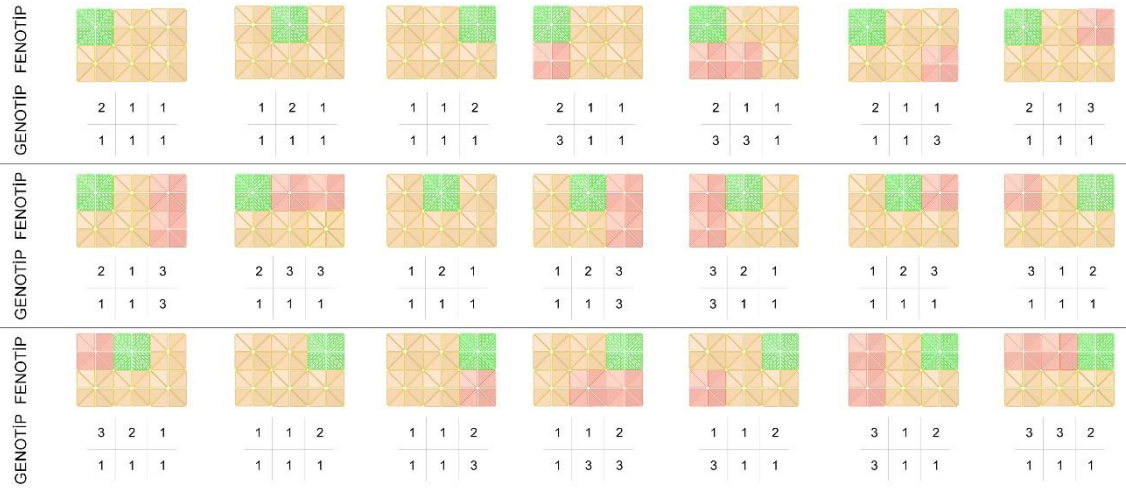 FENOTİP
GENOTİP
2 1 1 1 2 1 1 1 2 2 1 1 2 1 1 2 1 1 2 1 3
1 1 1 1 1 1 1 1 1 3 1 1 3 3 1 1 1 3 1 1 1
FENOTİP
GENOTİP
2 1 3 2 3 3 1 2 1 1 2 3 3 2 1 1 2 3 3 1 2
1 1 3 1 1 1 1 1 1 1 1 3 3 1 1 1 1 1 1 1 1
FENOTİP
GENOTİP
3 2 1 1 1 2 1 1 2 1 1 2 1 1 2 3 1 2 3 3 2
1 1 1 1 1 1 1 1 3 1 3 3 3 1 1 3 1 1 1 1 1